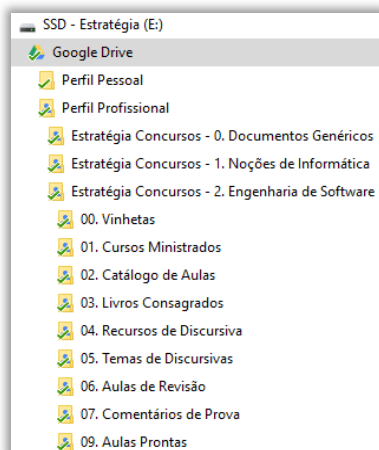 SSD - Estratégia (E:)
Google Drive
Perfil Pessoal
Perfil Profissional
Estratégia Concursos - 0. Documentos Genéricos
Estratégia Concursos - 1. Noções de Informática
Estratégia Concursos - 2. Engenharia de Software
00. Vinhetas
01. Cursos Ministrados
02. Catálogo de Aulas
03. Livros Consagrados
04. Recursos de Discursiva
05. Temas de Discursivas
06. Aulas de Revisão
07. Comentários de Prova
09. Aulas Prontas